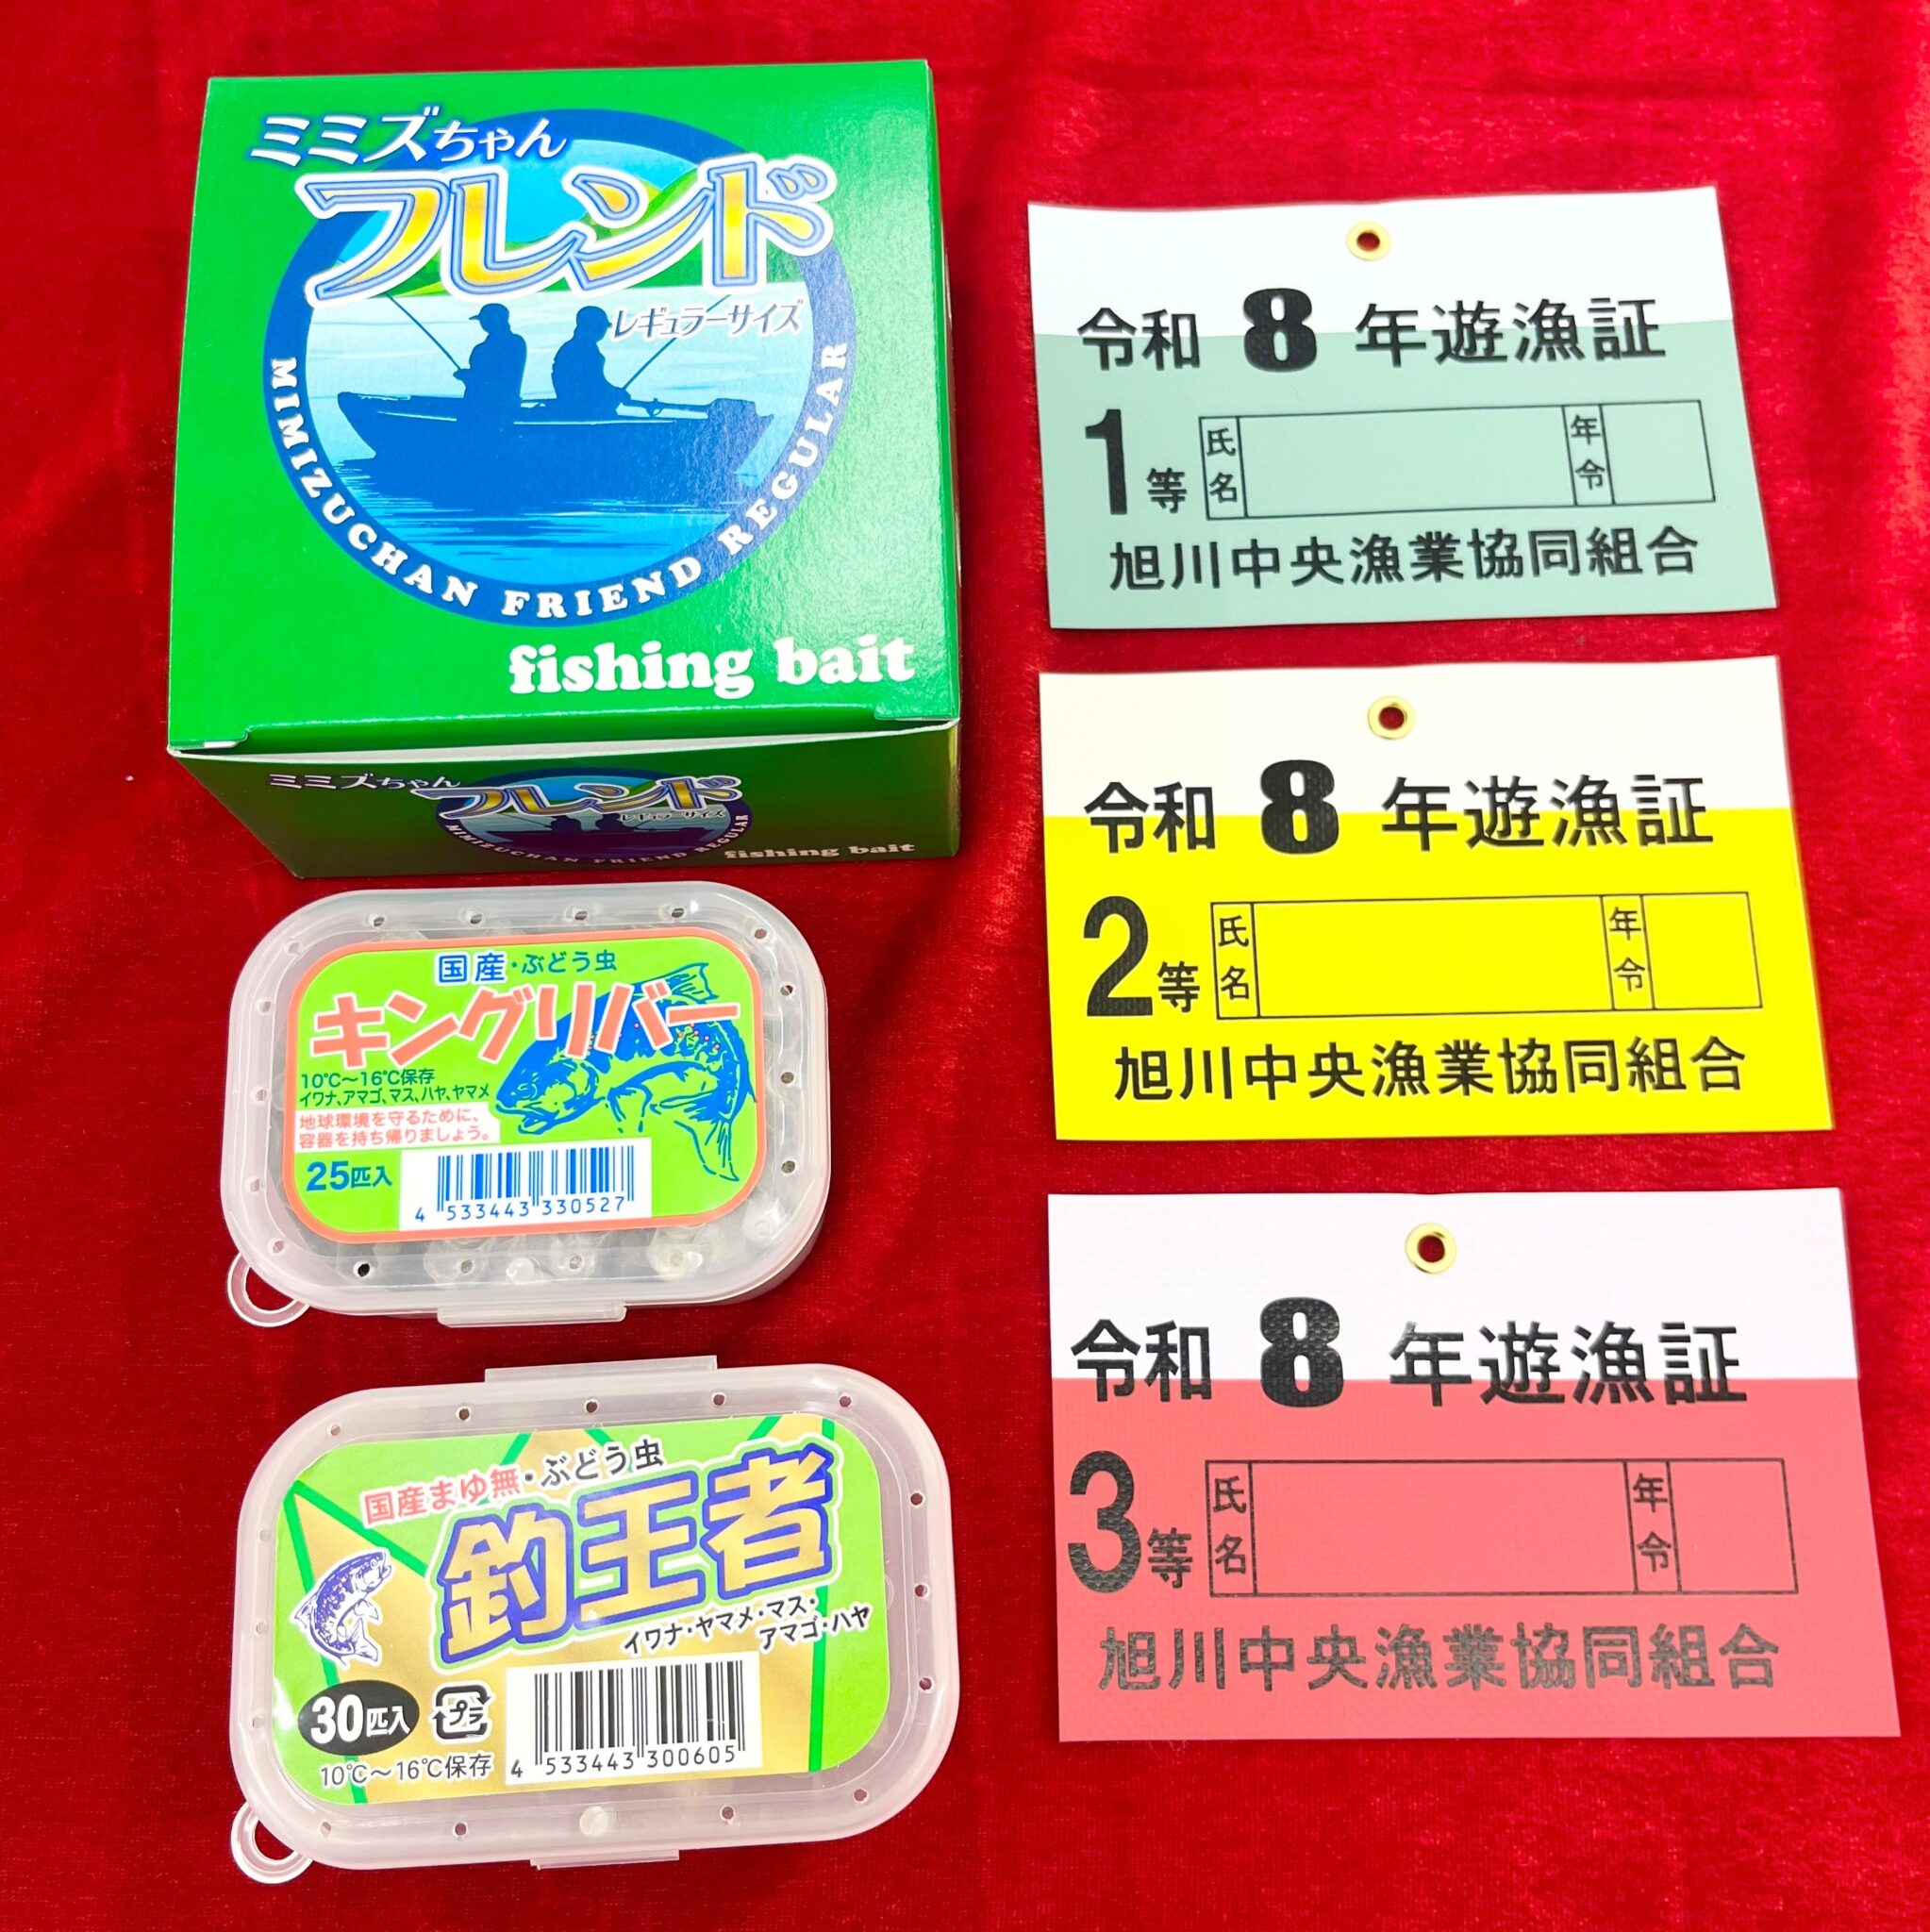 ミミズちゃん
フレンド
レギュラーサイズ
MIMIZUCHAN FRIEND REGULAR
fishing bait
ミミズちゃん
フレンド
レギュラーサイズ
MIMIZUCHAN FRIEND REGULAR
fishing bait
国産・ぶどう虫
キングリバー
10℃～16℃保存
イワナ、アマゴ、マス、ハヤ、ヤマメ
地球環境を守るために、
容器を持ち帰りましょう。
25匹入
4 533443 330527
国産まゆ無・ぶどう虫
釣王者
イワナ・ヤマメ・マス・
アマゴ・ハヤ
30匹入
プラ
10℃～16℃保存
4 533443 300605
令和 8 年遊漁証
1等 氏名 年令
旭川中央漁業協同組合
令和 8 年遊漁証
2等 氏名 年令
旭川中央漁業協同組合
令和 8 年遊漁証
3等 氏名 年令
旭川中央漁業協同組合